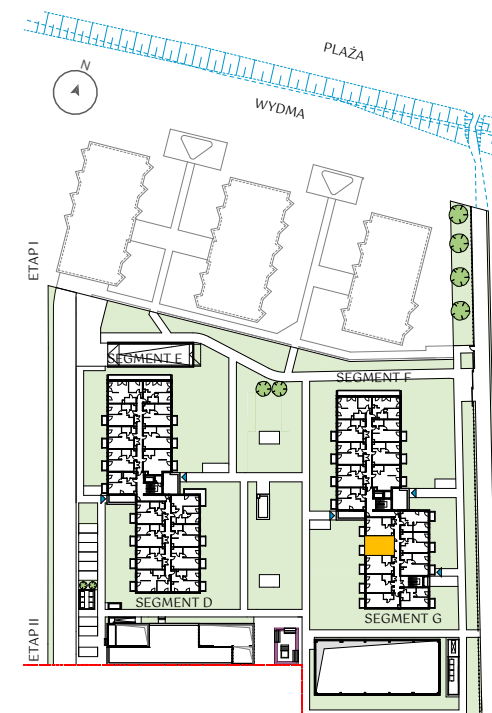 PLAŻA
N
WYDMA
ETAP I
SEGMENT E
SEGMENT F
SEGMENT D
SEGMENT G
ETAP II